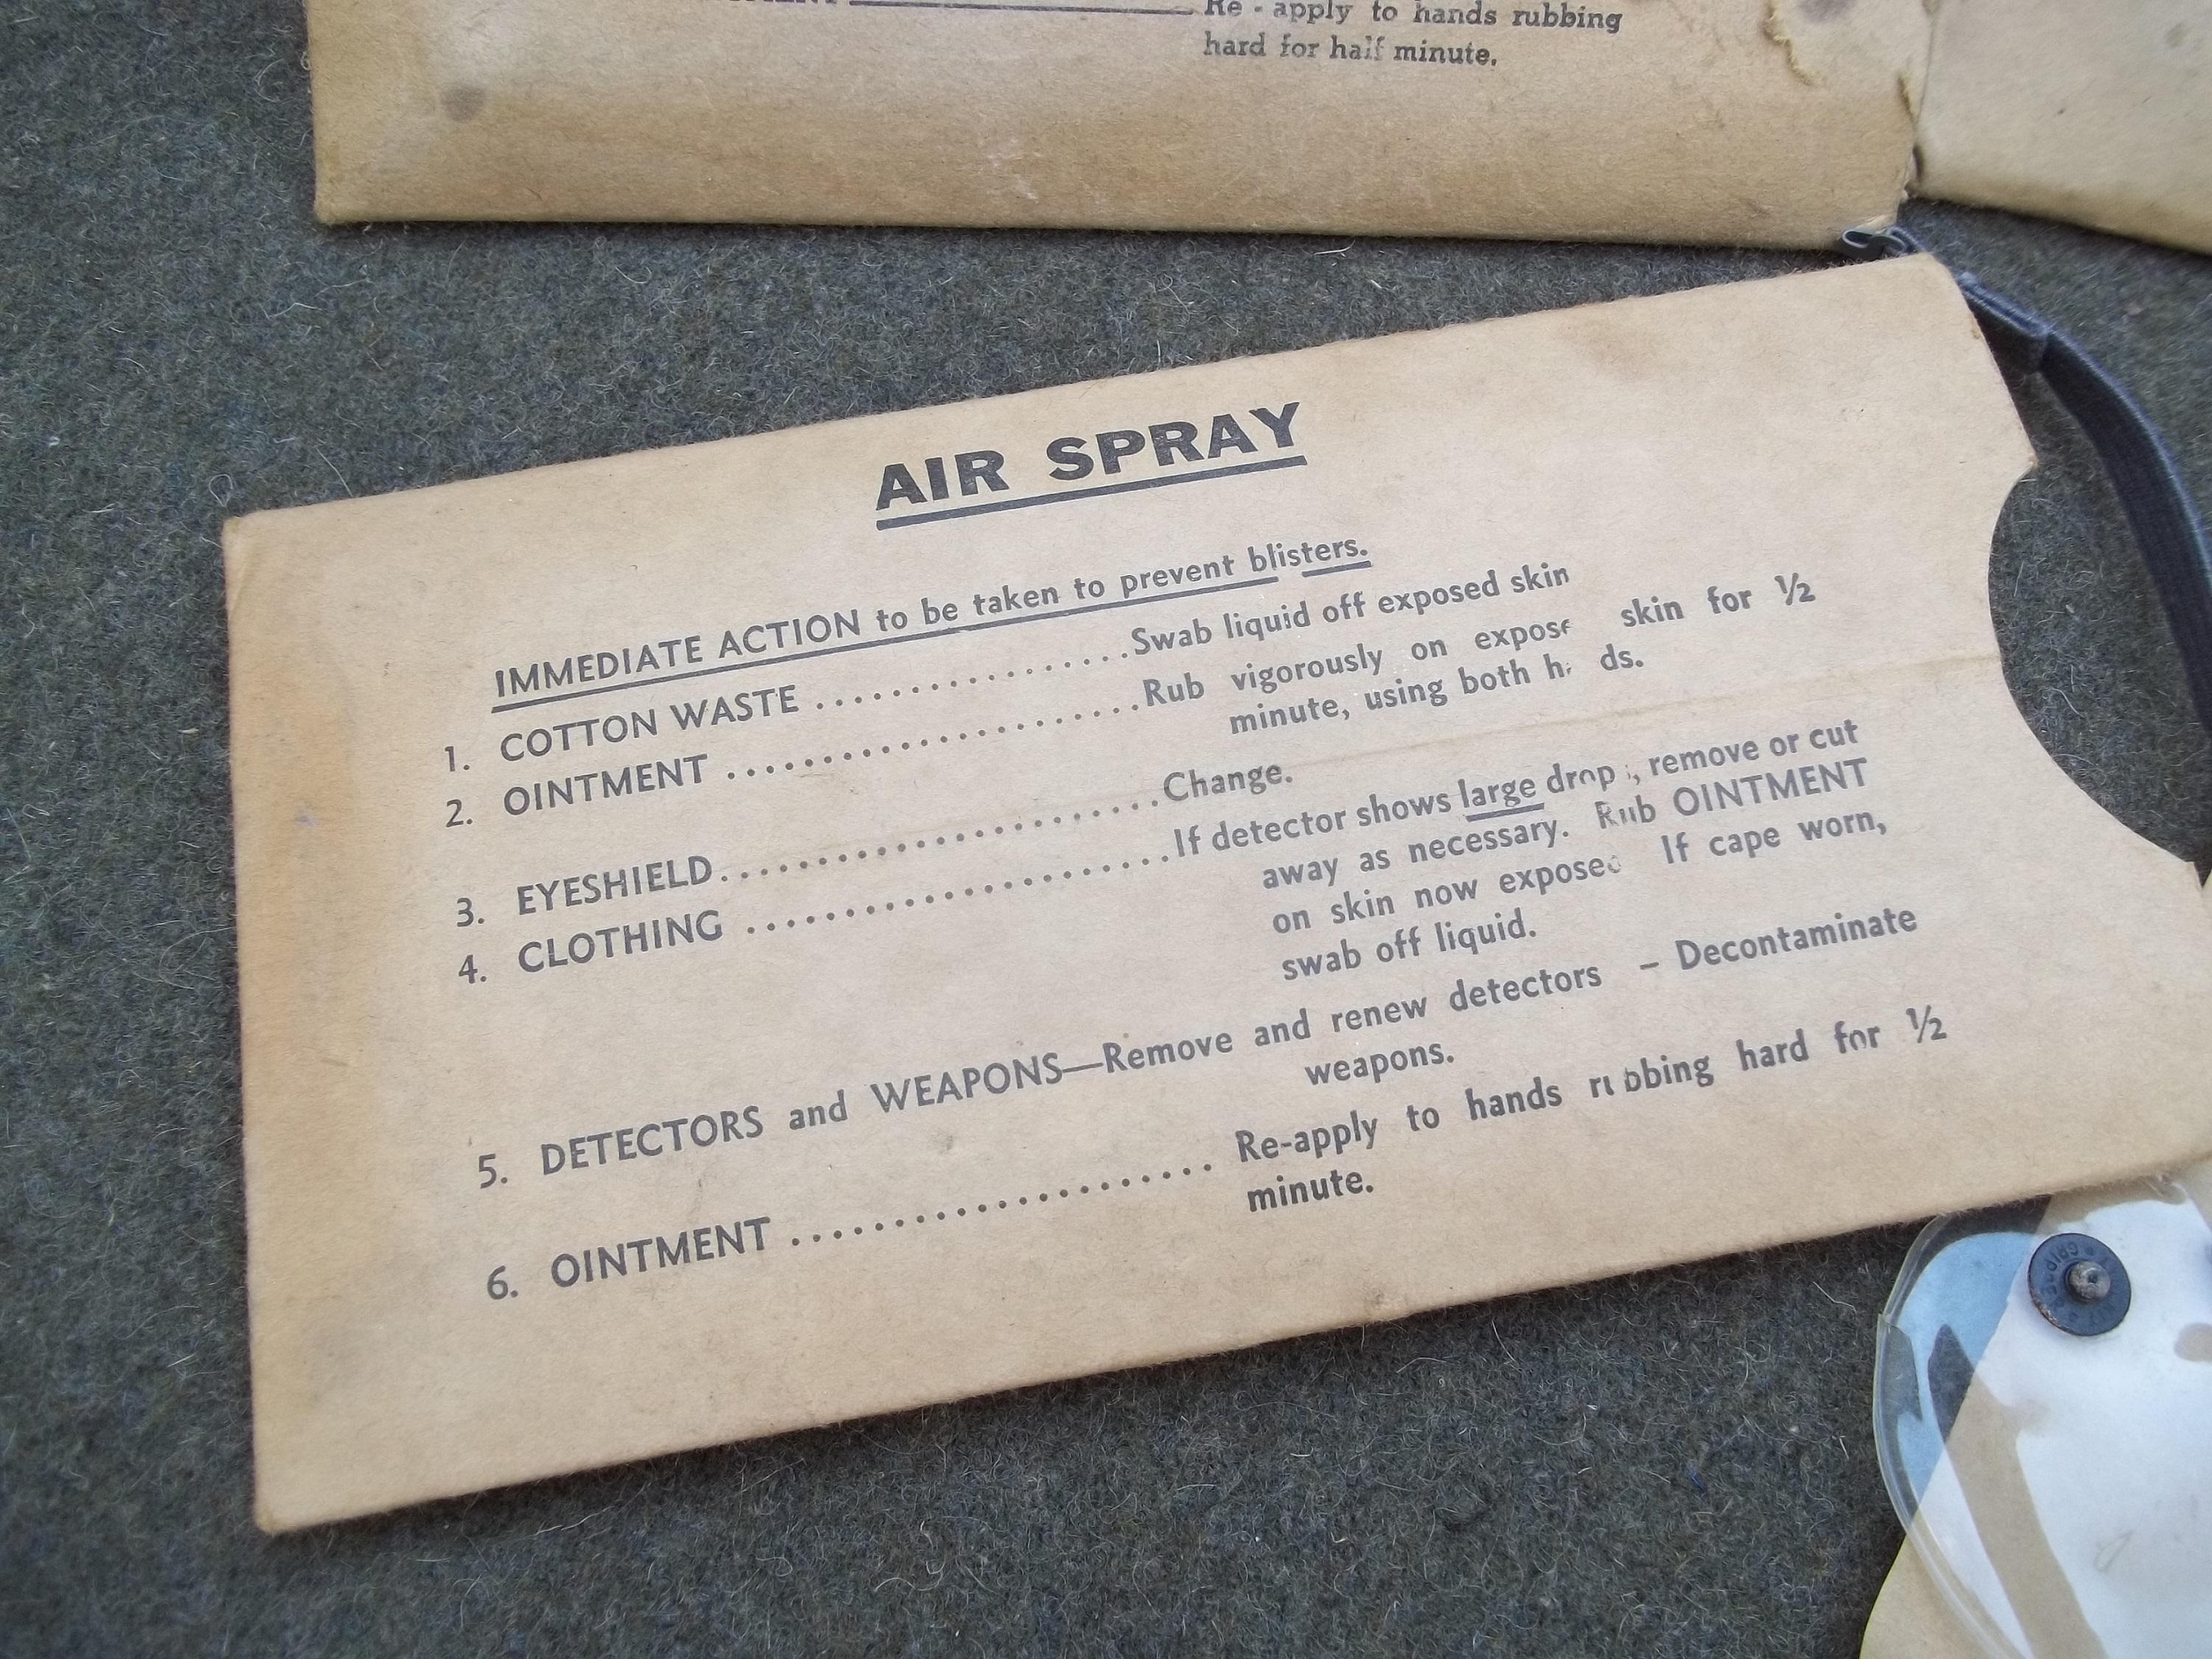 Re - apply to hands rubbing
hard for half minute.
AIR SPRAY
IMMEDIATE ACTION to be taken to prevent blisters.
1. COTTON WASTE ................ Swab liquid off exposed skin
2. OINTMENT ..................... Rub vigorously on expose skin for ½
minute, using both h ds.
3. EYESHIELD...................... Change.
4. CLOTHING ..................... If detector shows large drop , remove or cut
away as necessary. Rub OINTMENT
on skin now exposed If cape worn,
swab off liquid.
5. DETECTORS and WEAPONS—Remove and renew detectors – Decontaminate
weapons.
6. OINTMENT ..................... Re-apply to hands rubbing hard for ½
minute.